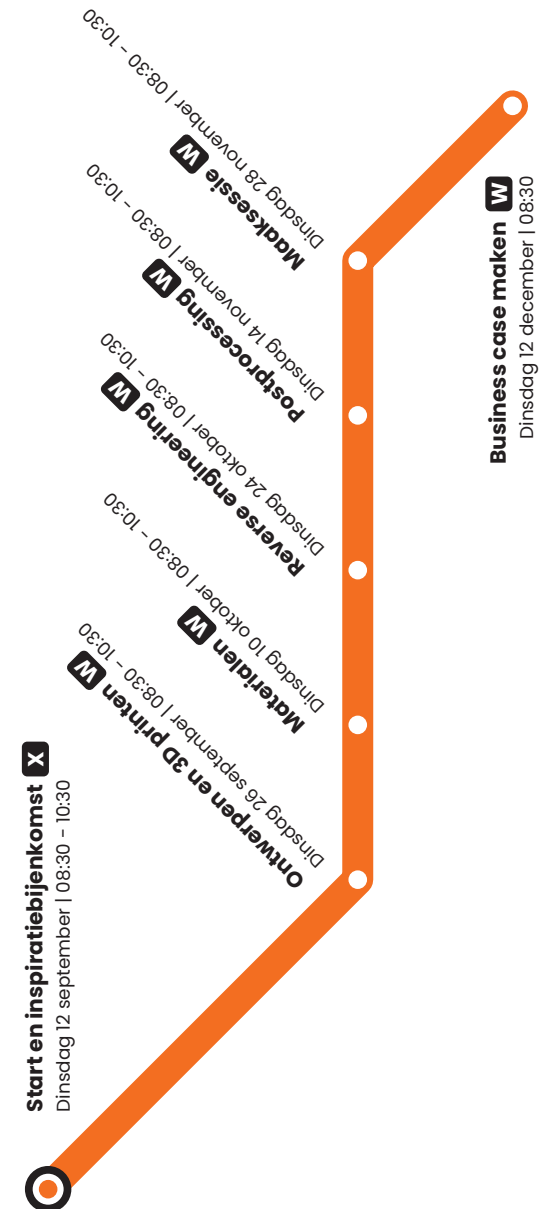 Start en inspiratiebijenkomst X
Dinsdag 12 september | 08:30 - 10:30
Ontwerpen en 3D printen W
Dinsdag 26 september | 08:30 - 10:30
Materialen W
Dinsdag 10 oktober | 08:30 - 10:30
Reverse engineering W
Dinsdag 24 oktober | 08:30 - 10:30
Postprocessing W
Dinsdag 14 november | 08:30 - 10:30
Maaksessie W
Dinsdag 28 november | 08:30 - 10:30
Business case maken W
Dinsdag 12 december | 08:30